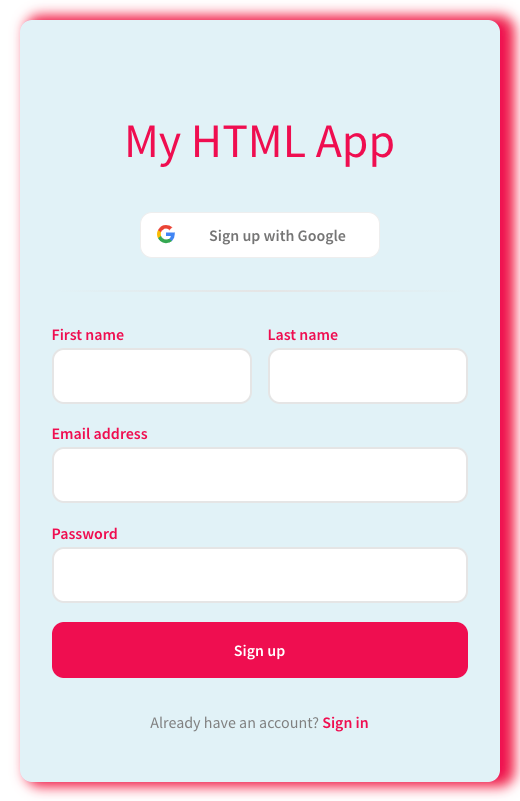 My HTML App
Sign up with Google
First name
Last name
Email address
Password
Sign up
Already have an account? Sign in